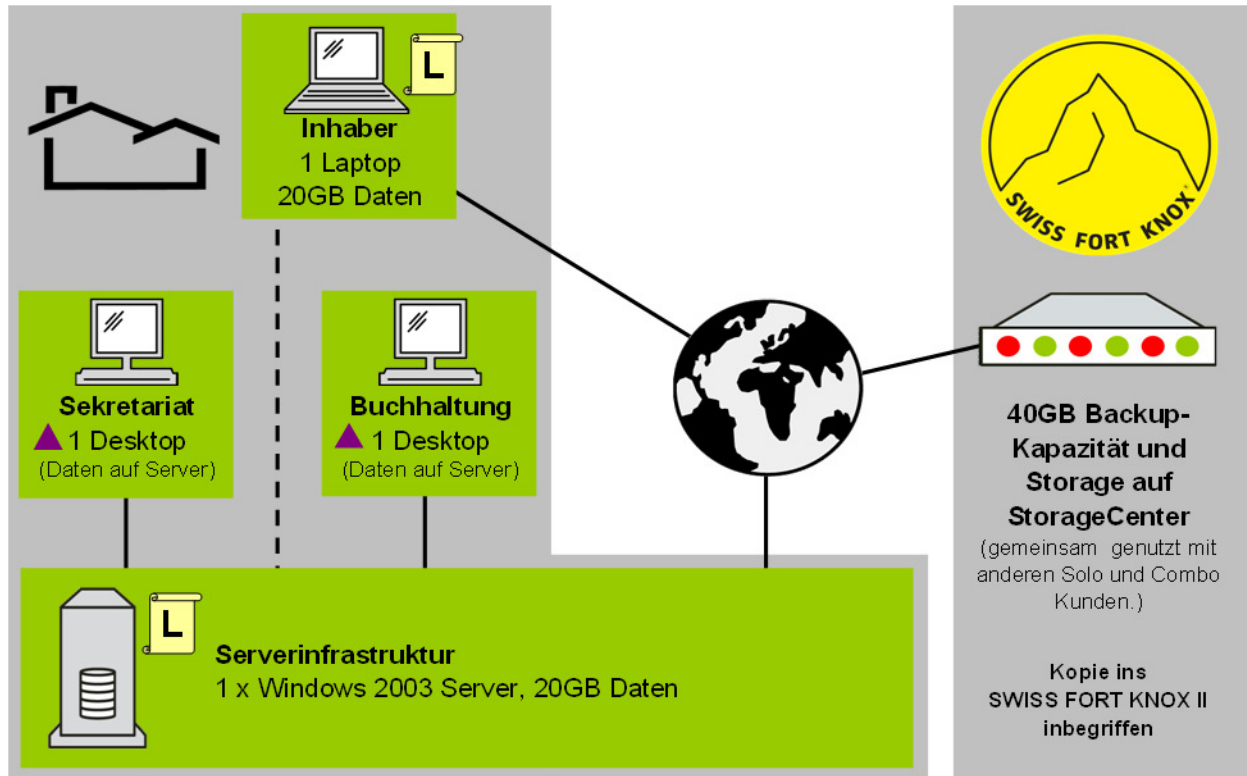 L
Inhaber
1 Laptop
20GB Daten
Sekretariat
1 Desktop
(Daten auf Server)
Buchhaltung
1 Desktop
(Daten auf Server)
L
Serverinfrastruktur
1 x Windows 2003 Server, 20GB Daten
SWISS FORT KNOX®
40GB Backup-
Kapazität und
Storage auf
StorageCenter
(gemeinsam genutzt mit
anderen Solo und Combo
Kunden.)
Kopie ins
SWISS FORT KNOX II
inbegriffen